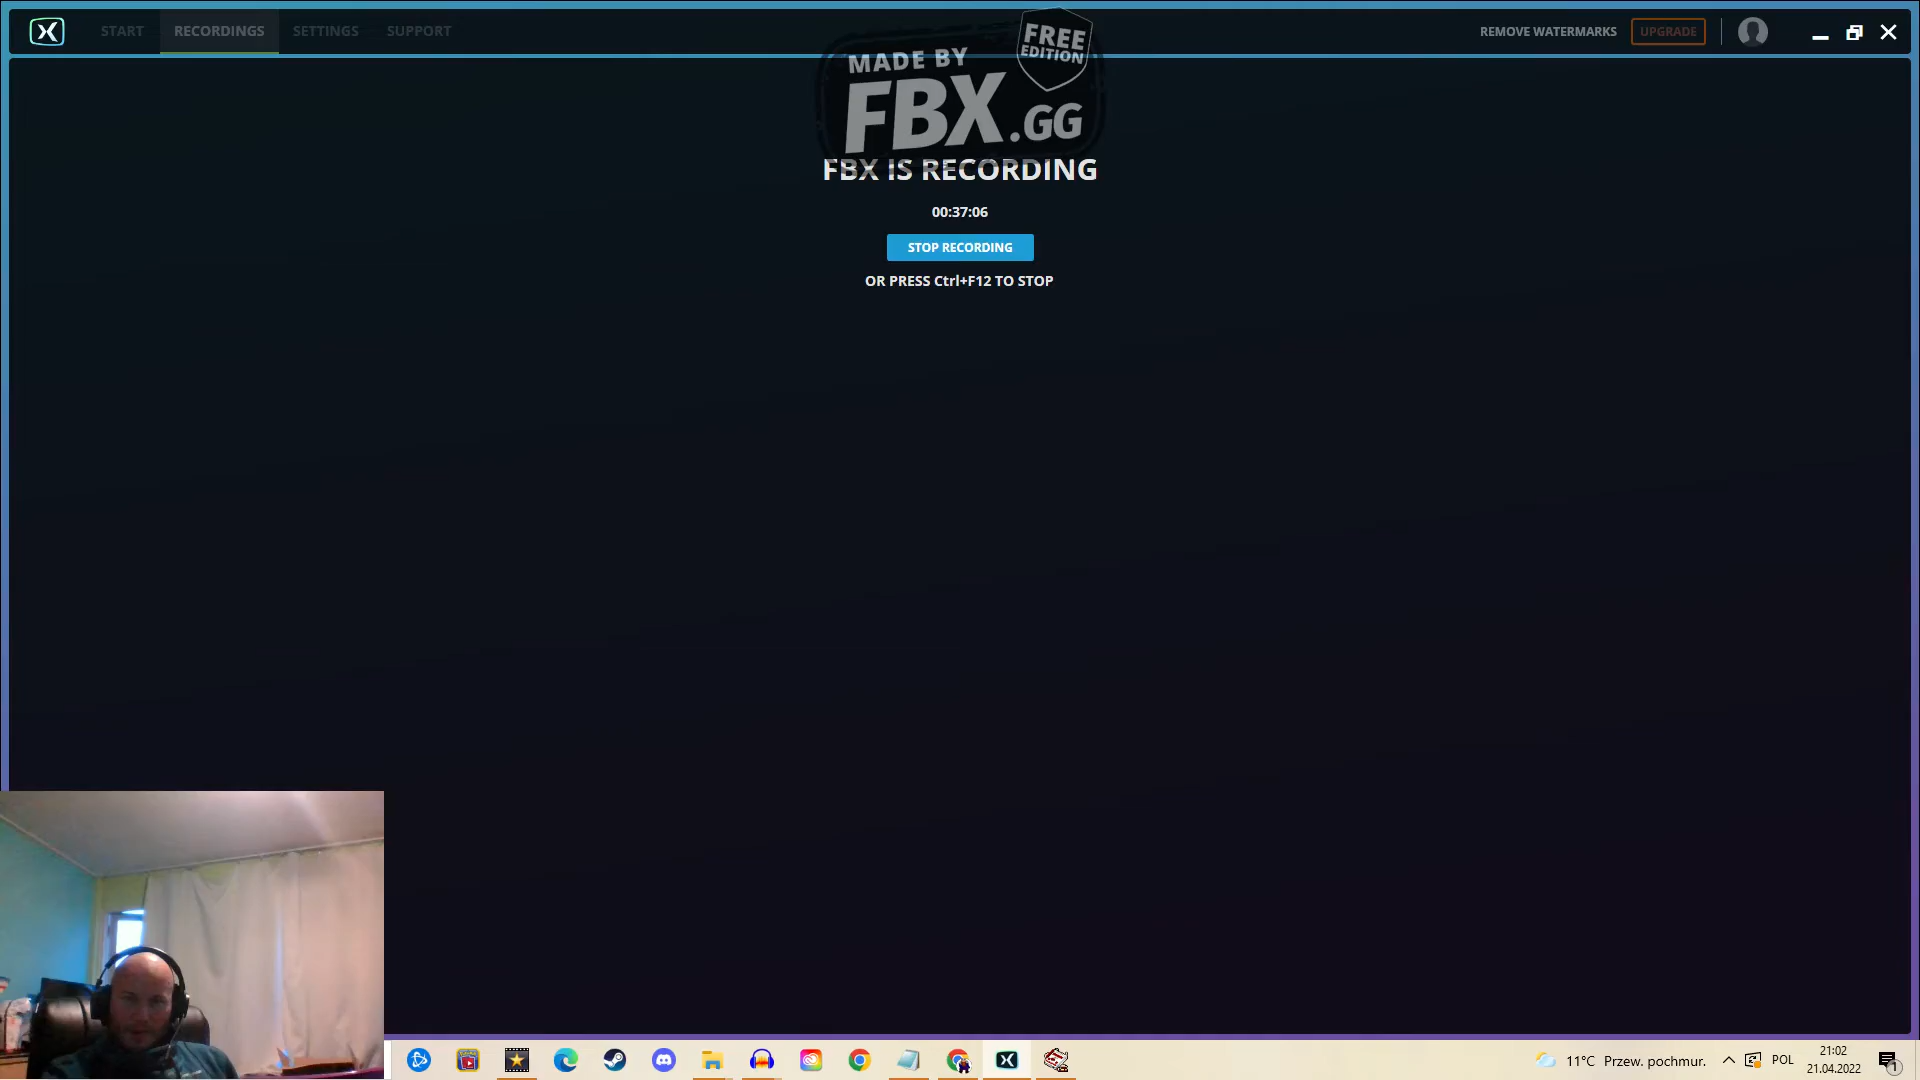 START RECORDINGS SETTINGS SUPPORT REMOVE WATERMARKS UPGRADE
FREE
EDITION
MADE BY
FBX.GG
FBX IS RECORDING
00:37:06
STOP RECORDING
OR PRESS Ctrl+F12 TO STOP
11°C Przew. pochmur. POL 21:02
21.04.2022
1